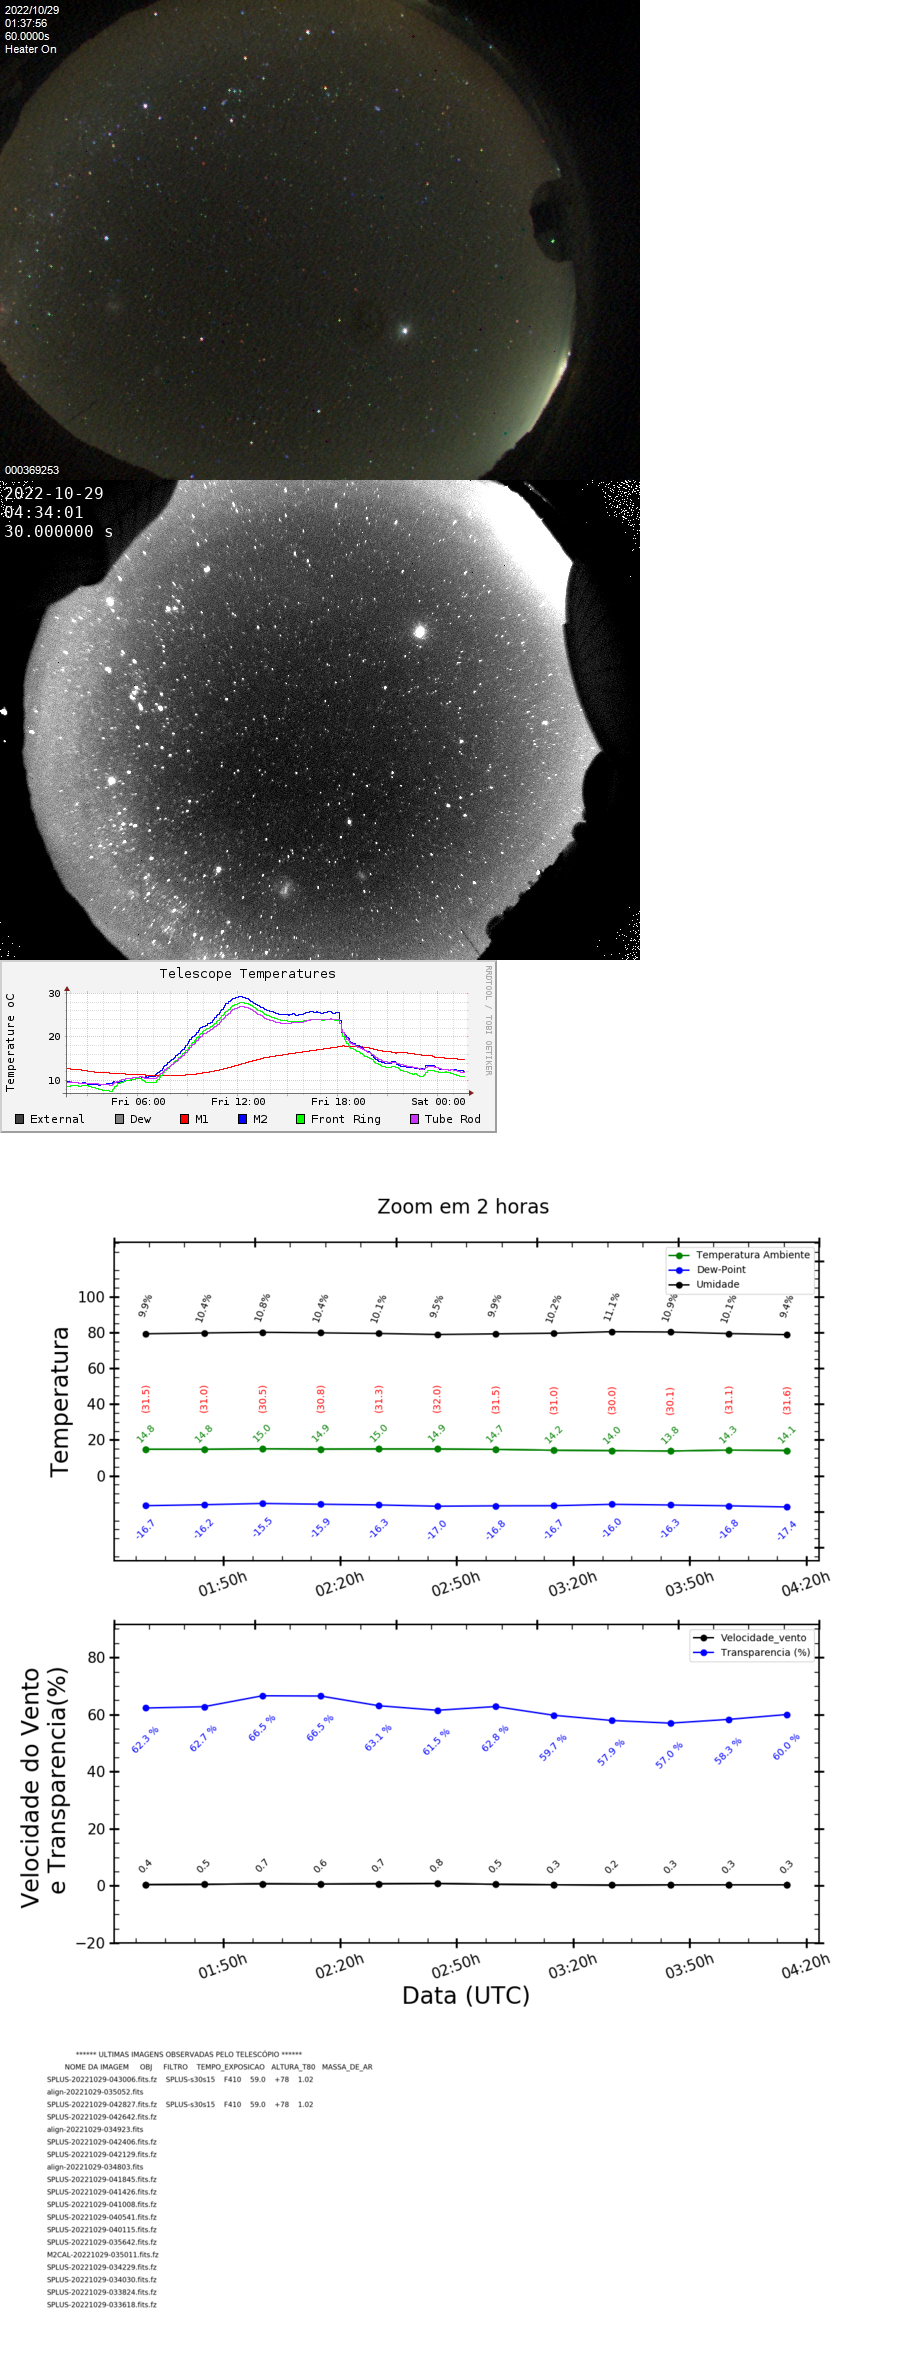 2022/10/29
01:37:56
60.0000s
Heater On
000369253
2022-10-29
04:34:01
30.000000 s
Telescope Temperatures
RRDTOOL / TOBI OETIKER
Temperature oC
30
20
10
Fri 06:00 Fri 12:00 Fri 18:00 Sat 00:00
External Dew M1 M2 Front Ring Tube Rod
Zoom em 2 horas
Temperatura Ambiente
Dew-Point
Umidade
Temperatura
100
80
60
40
20
0
9.9% 10.4% 10.8% 10.4% 10.1% 9.5% 9.9% 10.2% 11.1% 10.9% 10.1% 9.4%
(31.5) (31.0) (30.5) (30.8) (31.3) (32.0) (31.5) (31.0) (30.0) (30.1) (31.1) (31.6)
14.8 14.8 15.0 14.9 15.0 14.9 14.7 14.2 14.0 13.8 14.3 14.1
-16.7 -16.2 -15.5 -15.9 -16.3 -17.0 -16.8 -16.7 -16.0 -16.3 -16.8 -17.4
01:50h 02:20h 02:50h 03:20h 03:50h 04:20h
Velocidade_vento
Transparencia (%)
Velocidade do Vento
e Transparencia(%)
80
60
40
20
0
−20
62.3 % 62.7 % 66.5 % 66.5 % 63.1 % 61.5 % 62.8 % 59.7 % 57.9 % 57.0 % 58.3 % 60.0 %
0.4 0.5 0.7 0.6 0.7 0.8 0.5 0.3 0.2 0.3 0.3 0.3
01:50h 02:20h 02:50h 03:20h 03:50h 04:20h
Data (UTC)
****** ULTIMAS IMAGENS OBSERVADAS PELO TELESCÓPIO ******
NOME DA IMAGEM OBJ FILTRO TEMPO_EXPOSICAO ALTURA_T80 MASSA_DE_AR
SPLUS-20221029-043006.fits.fz SPLUS-s30s15 F410 59.0 +78 1.02
align-20221029-035052.fits
SPLUS-20221029-042827.fits.fz SPLUS-s30s15 F410 59.0 +78 1.02
SPLUS-20221029-042642.fits.fz
align-20221029-034923.fits
SPLUS-20221029-042406.fits.fz
SPLUS-20221029-042129.fits.fz
align-20221029-034803.fits
SPLUS-20221029-041845.fits.fz
SPLUS-20221029-041426.fits.fz
SPLUS-20221029-041008.fits.fz
SPLUS-20221029-040541.fits.fz
SPLUS-20221029-040115.fits.fz
SPLUS-20221029-035642.fits.fz
M2CAL-20221029-035011.fits.fz
SPLUS-20221029-034229.fits.fz
SPLUS-20221029-034030.fits.fz
SPLUS-20221029-033824.fits.fz
SPLUS-20221029-033618.fits.fz